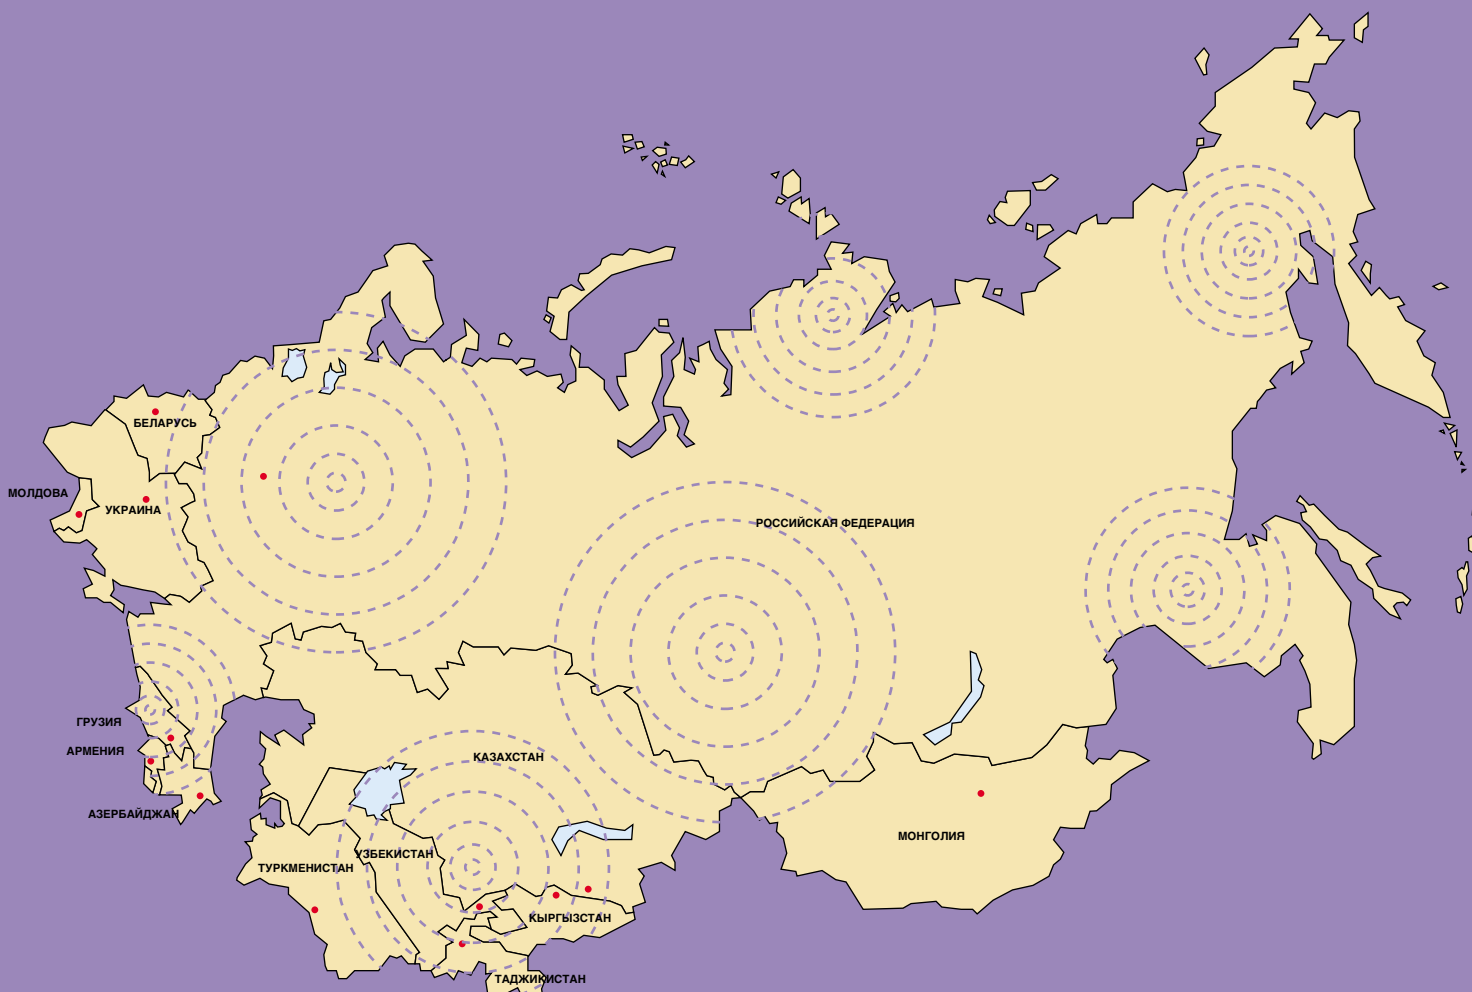 БЕЛАРУСЬ
МОЛДОВА
УКРАИНА
РОССИЙСКАЯ ФЕДЕРАЦИЯ
ГРУЗИЯ
АРМЕНИЯ
КАЗАХСТАН
АЗЕРБАЙДЖАН
МОНГОЛИЯ
УЗБЕКИСТАН
ТУРКМЕНИСТАН
КЫРГЫЗСТАН
ТАДЖИКИСТАН